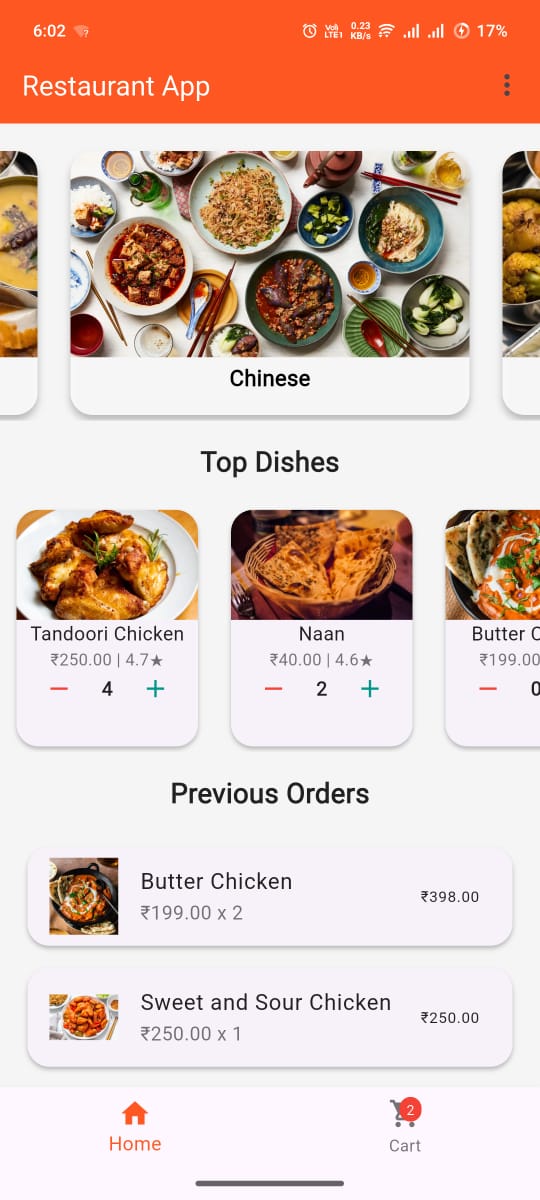 6:02
Voll LTE1 0.23 KB/s 17%
Restaurant App
Chinese
Top Dishes
Tandoori Chicken Naan Butter C
₹250.00 | 4.7★ ₹40.00 | 4.6★ ₹199.00
4 2 0
Previous Orders
Butter Chicken
₹199.00 x 2
₹398.00
Sweet and Sour Chicken
₹250.00 x 1
₹250.00
2
Home
Cart